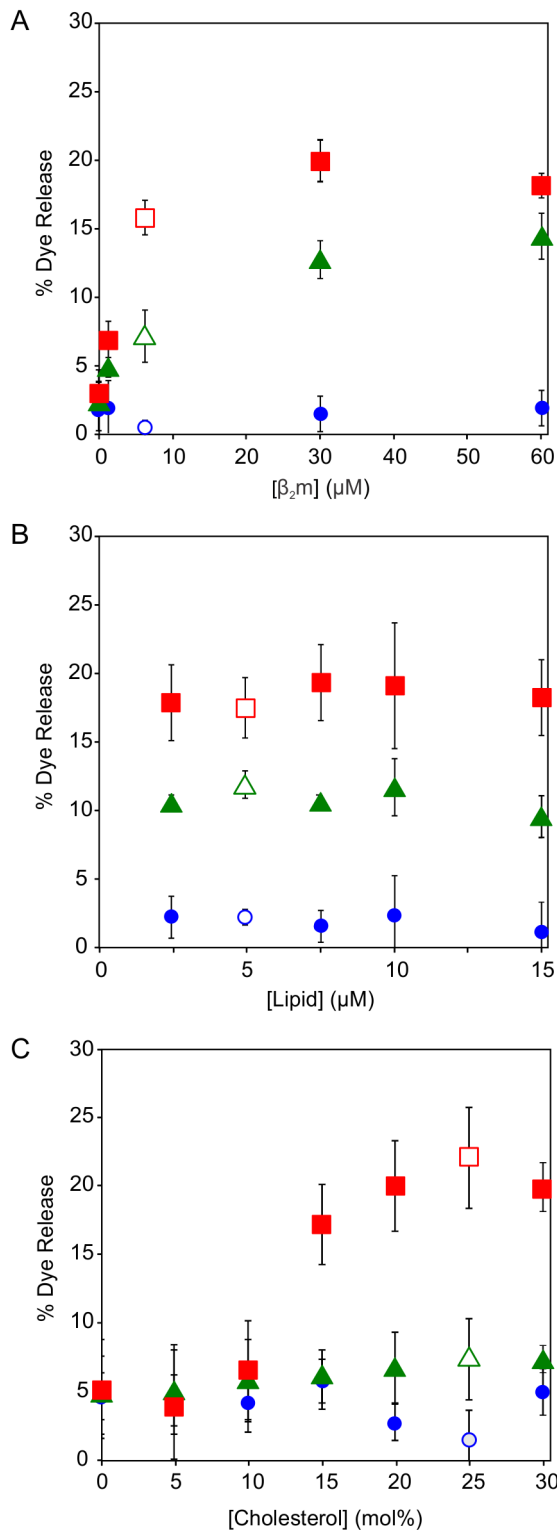 A
30
25
20
15
10
5
0
% Dye Release
0 10 20 30 40 50 60
[β₂m] (μM)
B
30
25
20
15
10
5
0
% Dye Release
0 5 10 15
[Lipid] (μM)
C
30
25
20
15
10
5
0
% Dye Release
0 5 10 15 20 25 30
[Cholesterol] (mol%)